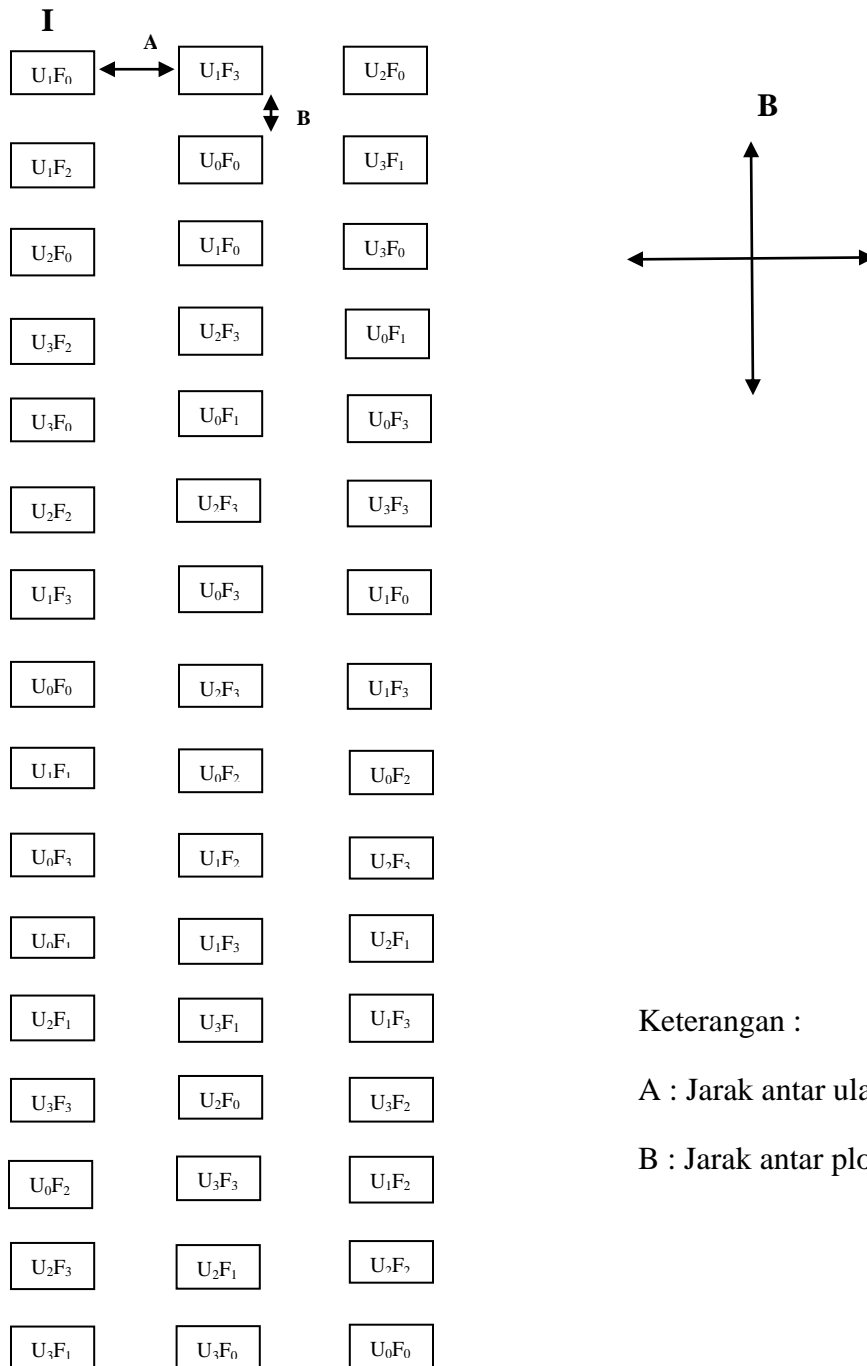 I
A
U₁F₀ U₁F₃ U₂F₀
B
B
U₁F₂ U₀F₀ U₃F₁
U₂F₀ U₁F₀ U₃F₀
U₃F₂ U₂F₃ U₀F₁
U₃F₀ U₀F₁ U₀F₃
U₂F₂ U₂F₃ U₃F₃
U₁F₃ U₀F₃ U₁F₀
U₀F₀ U₂F₃ U₁F₃
U₁F₁ U₀F₂ U₀F₂
U₀F₃ U₁F₂ U₂F₃
U₀F₁ U₁F₃ U₂F₁
U₂F₁ U₃F₁ U₁F₃
Keterangan :
U₃F₃ U₂F₀ U₃F₂
A : Jarak antar ula
U₀F₂ U₃F₃ U₁F₂
B : Jarak antar plo
U₂F₃ U₂F₁ U₂F₂
U₃F₁ U₃F₀ U₀F₀